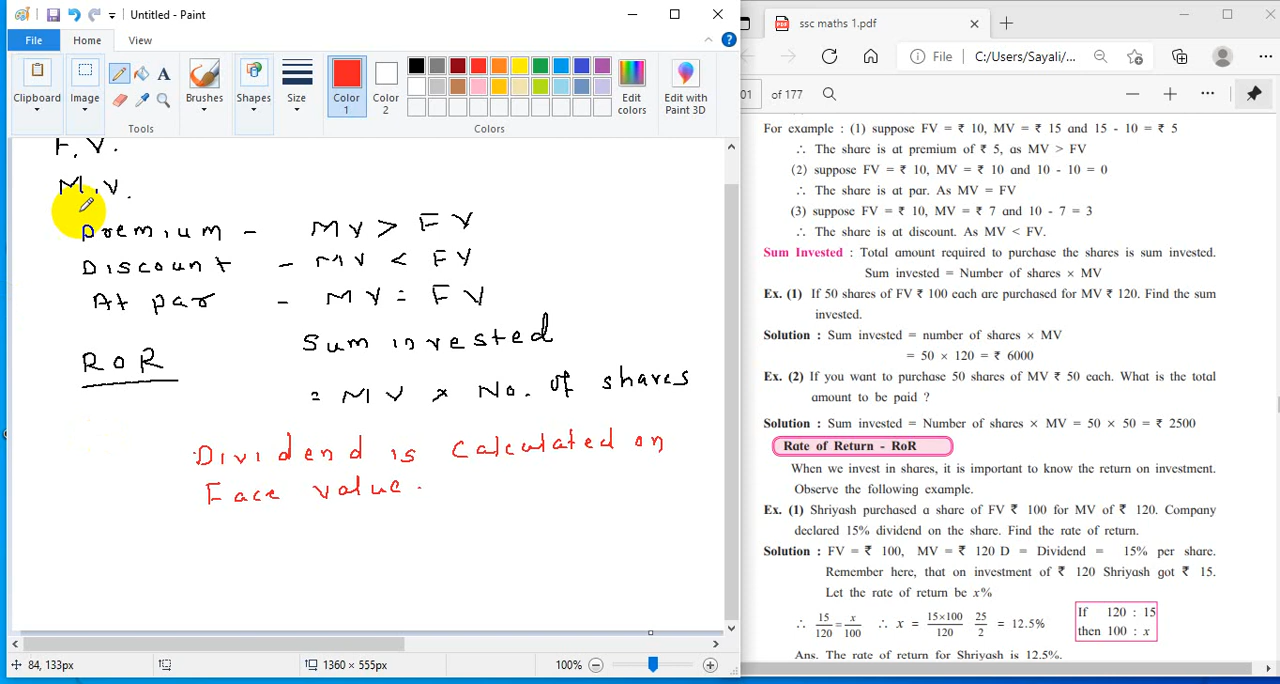 Untitled - Paint
File Home View
Clipboard
Image
Tools
Brushes
Shapes
Size
Color 1
Color 2
Colors
Edit colors
Edit with Paint 3D
F.V.
M.V.
Premium - MV > FV
Discount - MV < FV
At par - MV = FV
Sum invested
RoR
= MV × No. of shares
Dividend is calculated on
Face value.
84, 133px
1360 × 555px
100%
ssc maths 1.pdf
File C:/Users/Sayali/...
01 of 177
For example : (1) suppose FV = ₹ 10, MV = ₹ 15 and 15 - 10 = ₹ 5
∴ The share is at premium of ₹ 5, as MV > FV
(2) suppose FV = ₹ 10, MV = ₹ 10 and 10 - 10 = 0
∴ The share is at par. As MV = FV
(3) suppose FV = ₹ 10, MV = ₹ 7 and 10 - 7 = 3
∴ The share is at discount. As MV < FV.
Sum Invested : Total amount required to purchase the shares is sum invested.
Sum invested = Number of shares × MV
Ex. (1) If 50 shares of FV ₹ 100 each are purchased for MV ₹ 120. Find the sum
invested.
Solution : Sum invested = number of shares × MV
= 50 × 120 = ₹ 6000
Ex. (2) If you want to purchase 50 shares of MV ₹ 50 each. What is the total
amount to be paid ?
Solution : Sum invested = Number of shares × MV = 50 × 50 = ₹ 2500
Rate of Return - RoR
When we invest in shares, it is important to know the return on investment.
Observe the following example.
Ex. (1) Shriyash purchased a share of FV ₹ 100 for MV of ₹ 120. Company
declared 15% dividend on the share. Find the rate of return.
Solution : FV = ₹ 100, MV = ₹ 120 D = Dividend = 15% per share.
Remember here, that on investment of ₹ 120 Shriyash got ₹ 15.
Let the rate of return be x%
∴ 15/120 = x/100 ∴ x = 15×100/120 25/2 = 12.5%
If 120 : 15
then 100 : x
Ans. The rate of return for Shriyash is 12.5%.